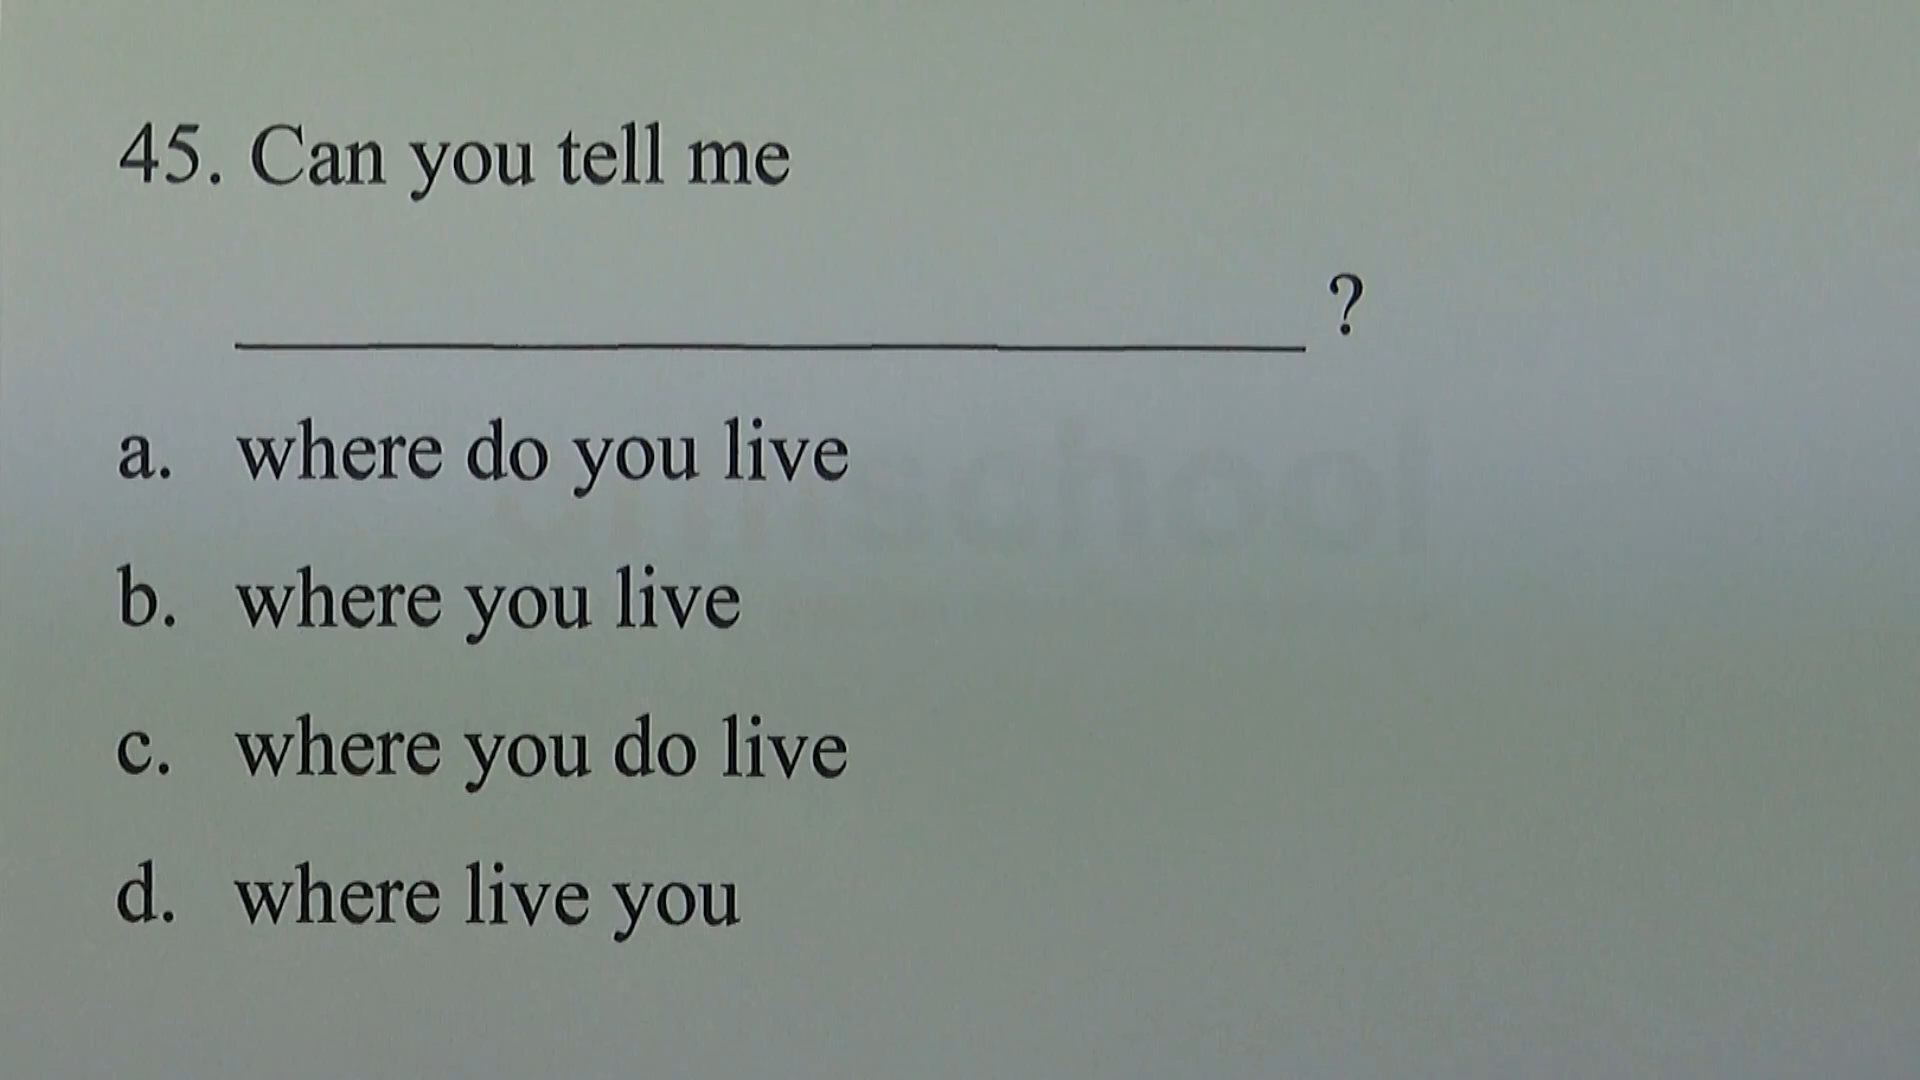 45. Can you tell me
?
a. where do you live
b. where you live
c. where you do live
d. where live you